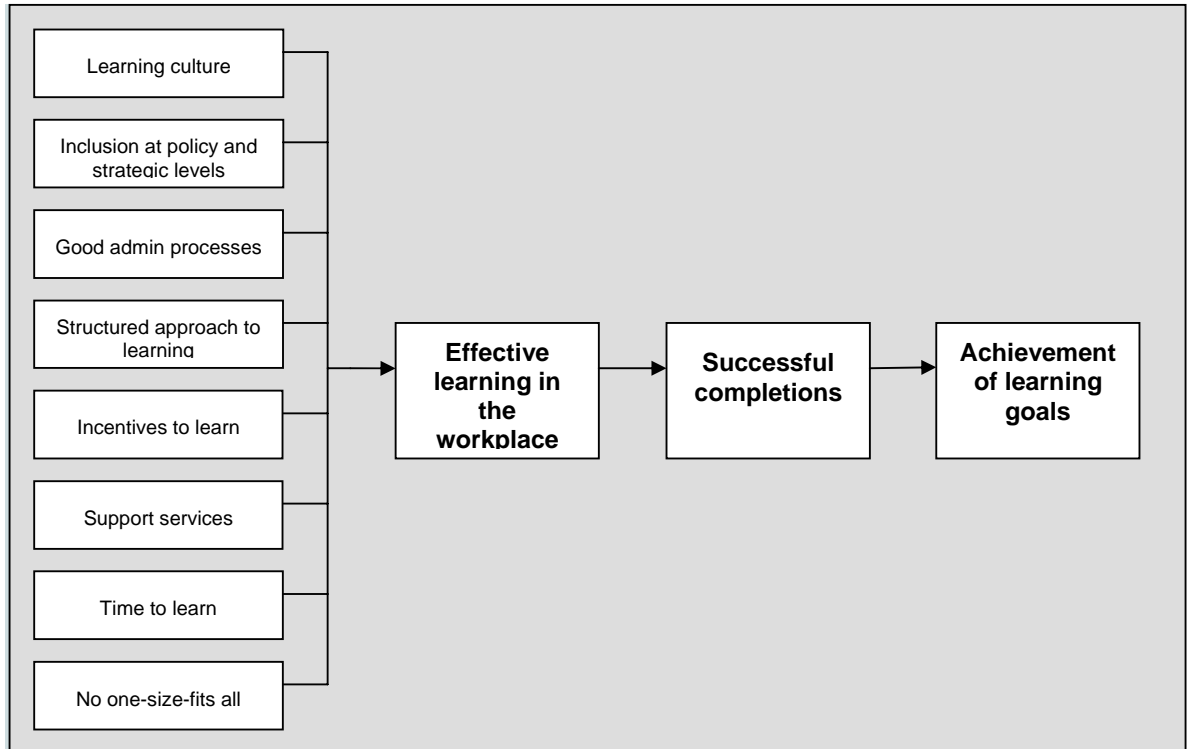 Learning culture
Inclusion at policy and
strategic levels
Good admin processes
Structured approach to
learning
Incentives to learn
Support services
Time to learn
No one-size-fits all
Effective
learning in
the
workplace
Successful
completions
Achievement
of learning
goals